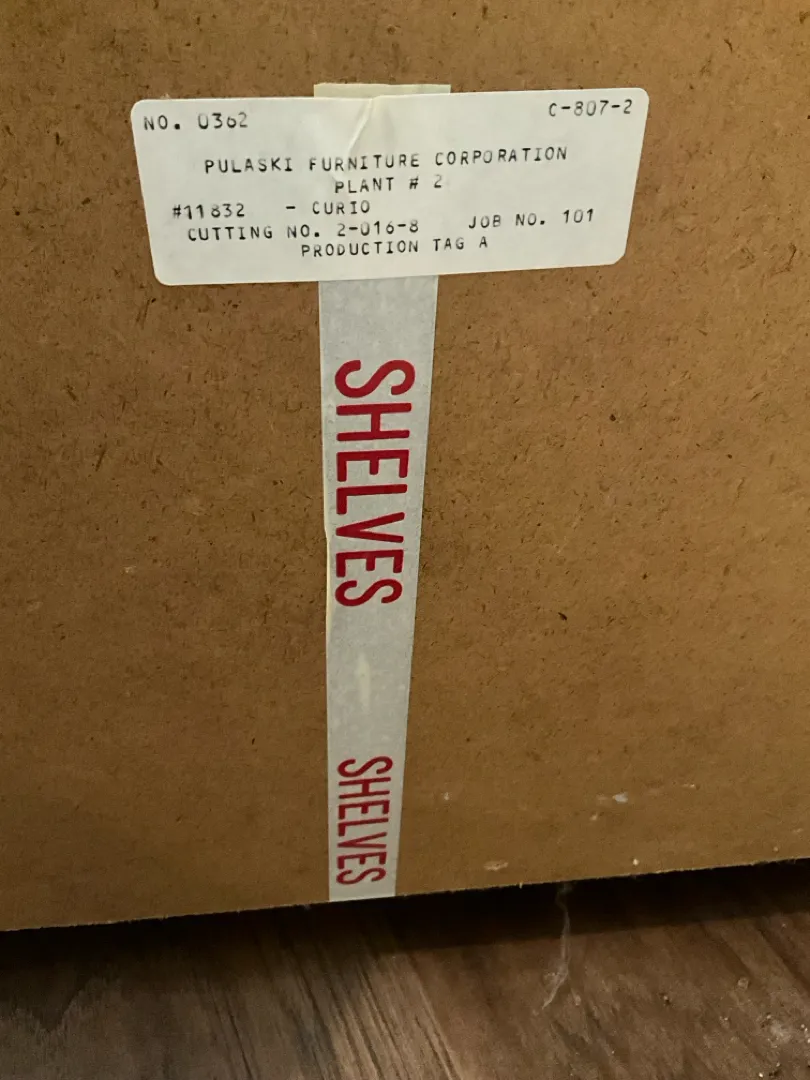 NO. 0362
C-807-2
PULASKI FURNITURE CORPORATION
PLANT # 2
#11832 - CURIO
CUTTING NO. 2-016-8 JOB NO. 101
PRODUCTION TAG A
SHELVES
SHELVES